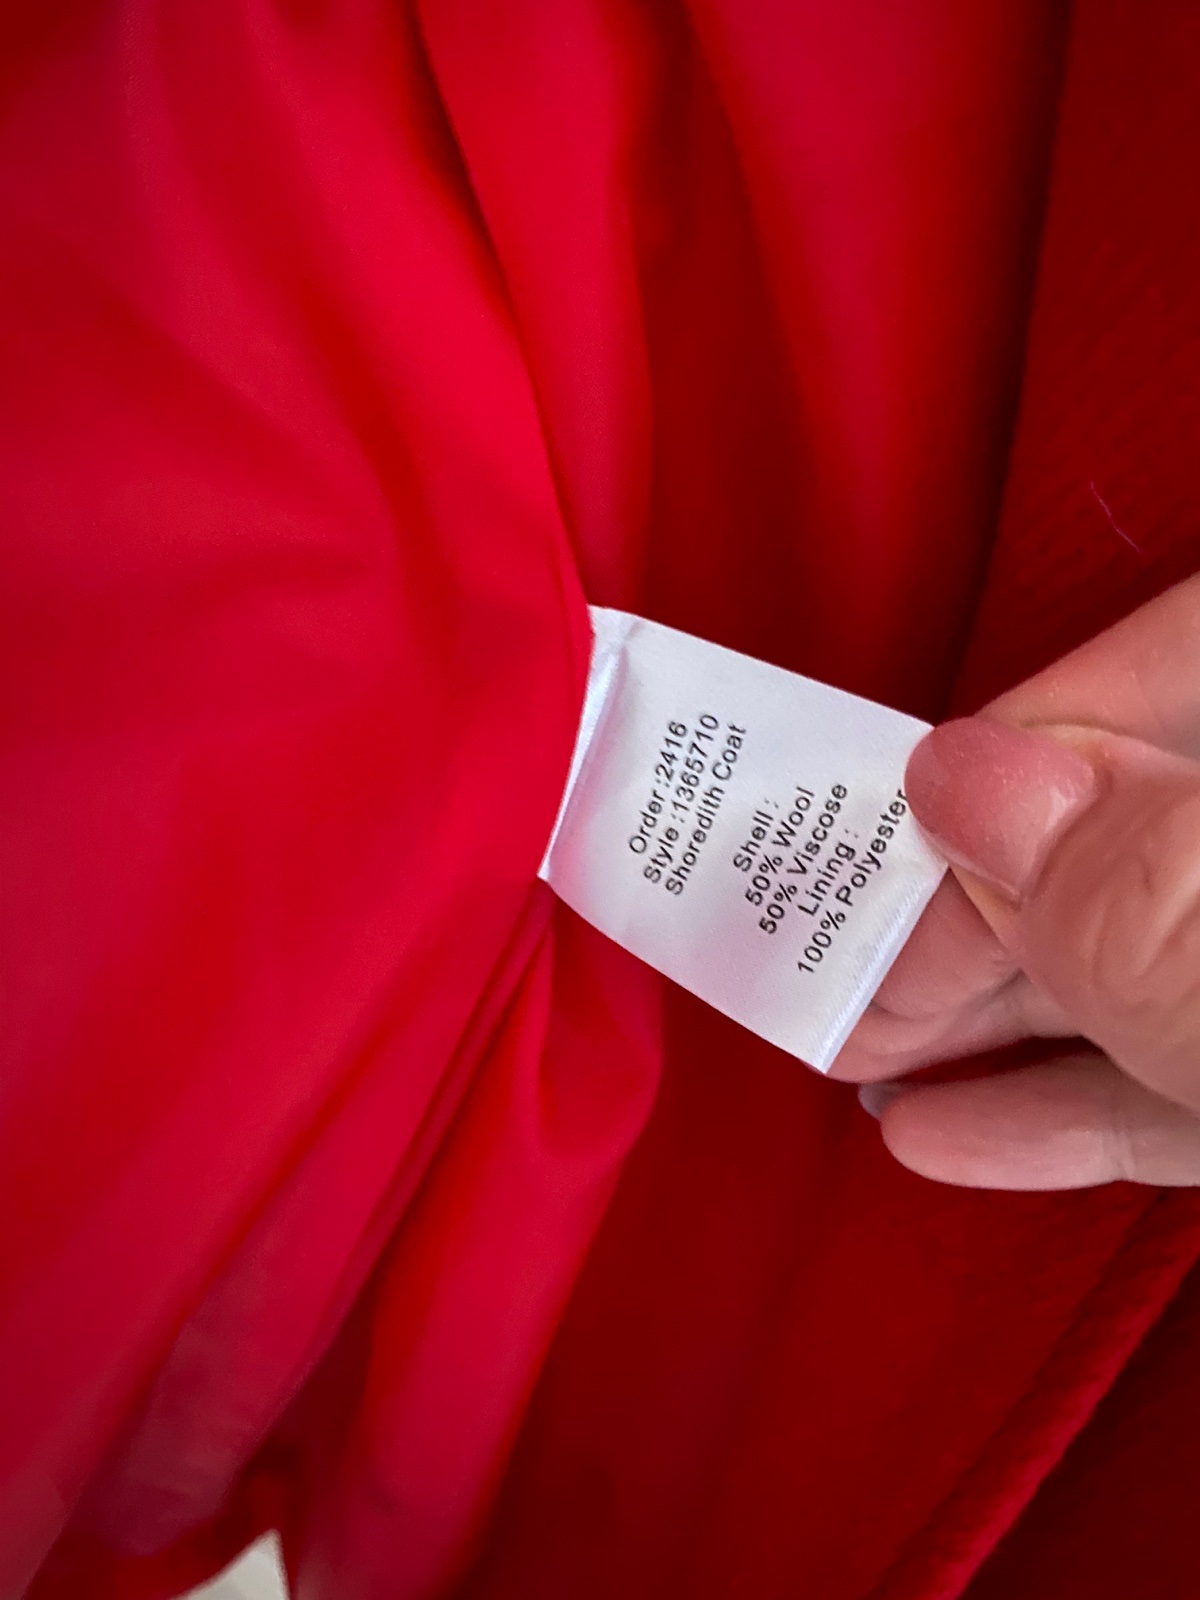 Order:2416
Style :1365710
Shoredith Coat
Shell :
50% Wool
50% Viscose
Lining :
100% Polyester